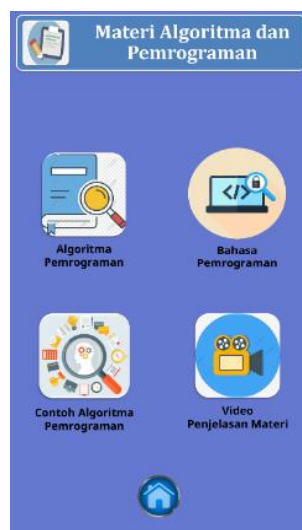 Materi Algoritma dan
Pemrograman
Algoritma
Pemrograman
Bahasa
Pemrograman
</>
Contoh Algoritma
Pemrograman
Video
Penjelasan Materi